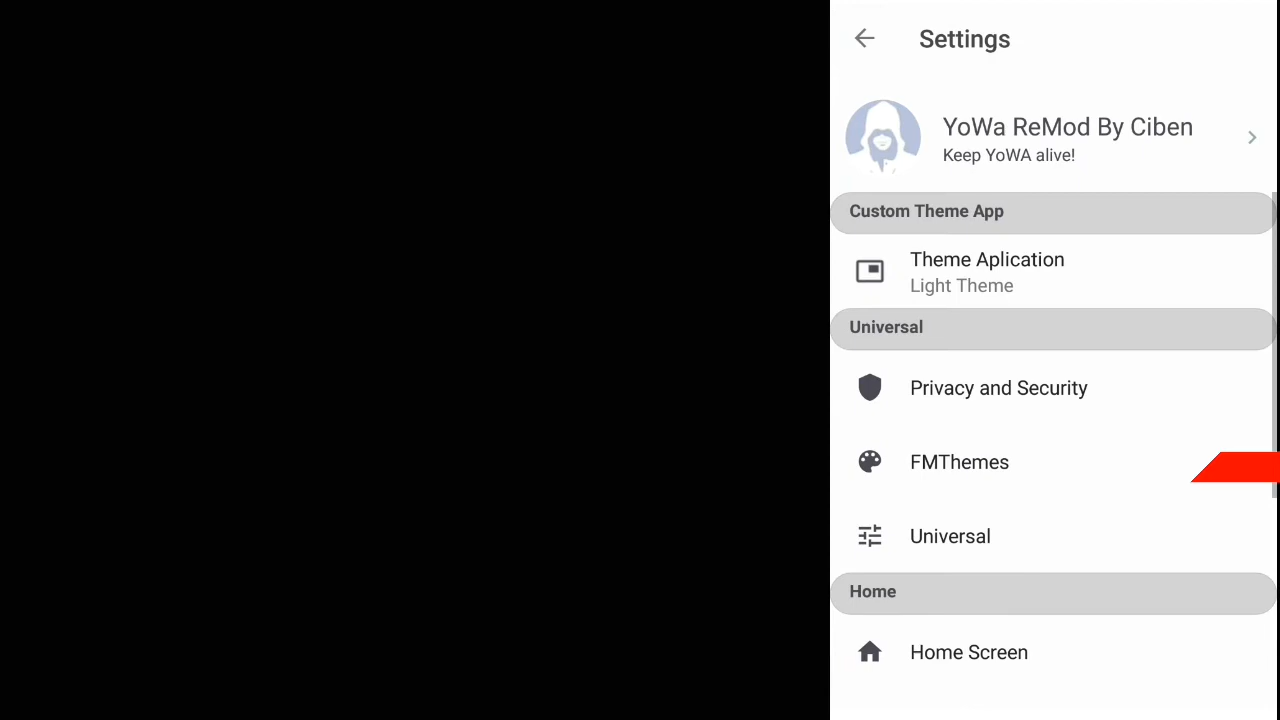 Settings
YoWa ReMod By Ciben
Keep YoWA alive!
Custom Theme App
Theme Aplication
Light Theme
Universal
Privacy and Security
FMThemes
Universal
Home
Home Screen